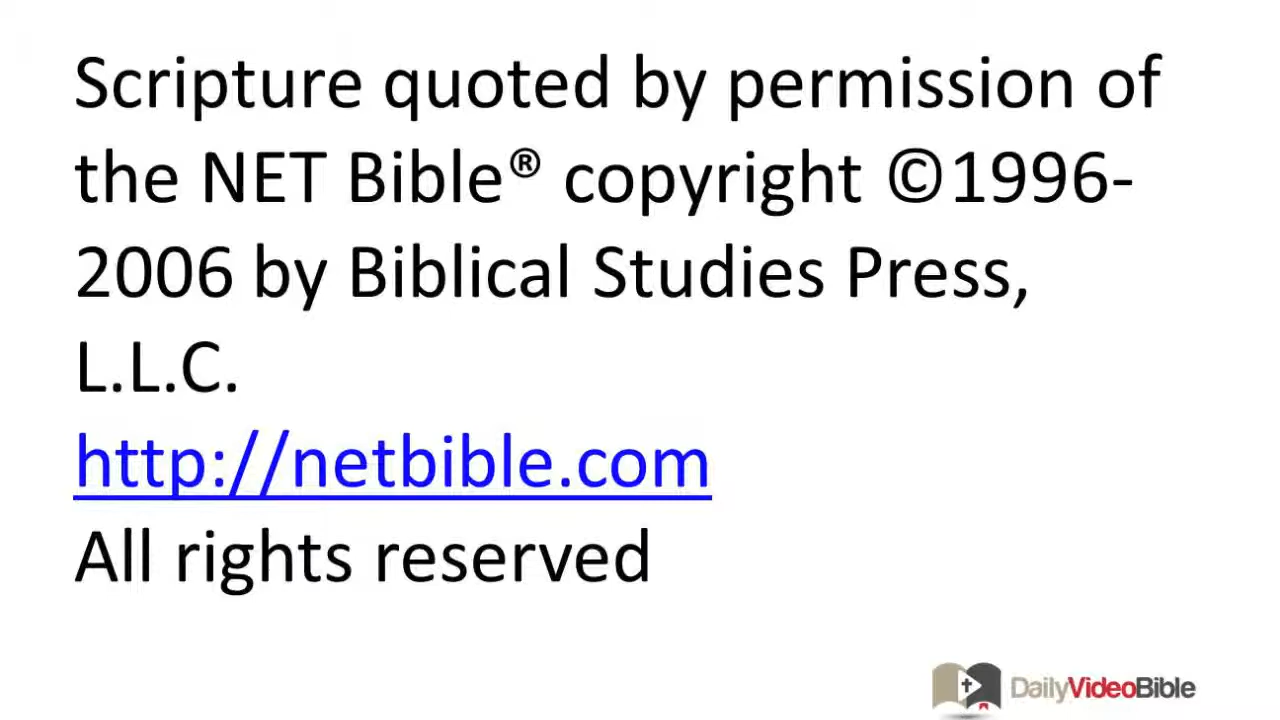 Scripture quoted by permission of
the NET Bible® copyright ©1996-
2006 by Biblical Studies Press,
L.L.C.
http://netbible.com
All rights reserved
DailyVideoBible